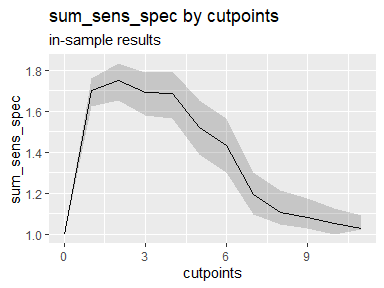 sum_sens_spec by cutpoints
in-sample results
sum_sens_spec
1.8
1.6
1.4
1.2
1.0
0
3
6
9
cutpoints